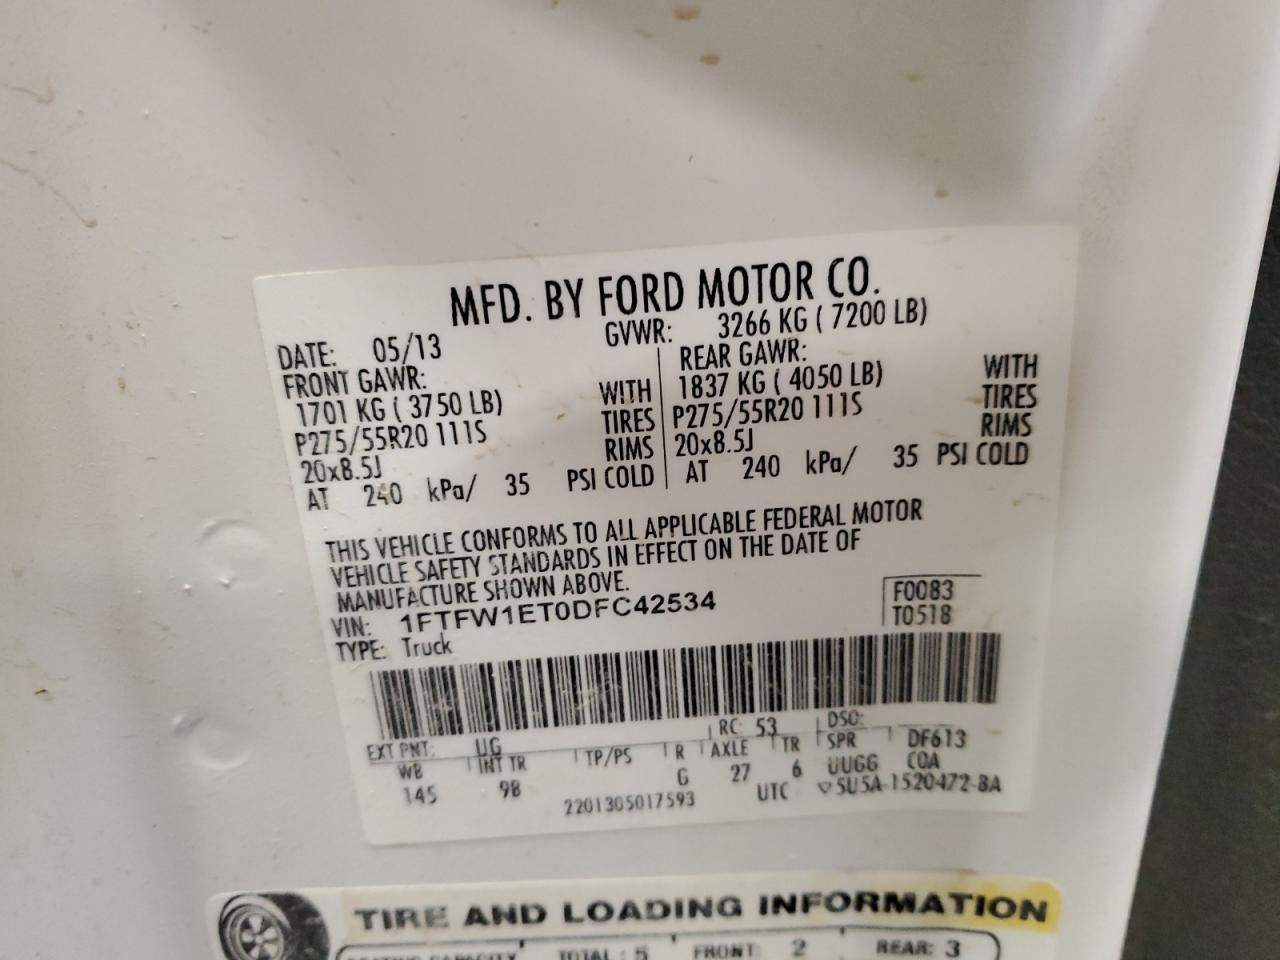 MFD. BY FORD MOTOR CO.
DATE: 05/13 GVWR: 3266 KG ( 7200 LB)
FRONT GAWR: REAR GAWR:
1701 KG ( 3750 LB) WITH 1837 KG ( 4050 LB) WITH
P275/55R20 111S TIRES P275/55R20 111S TIRES
20x8.5J RIMS 20x8.5J RIMS
AT 240 kPa/ 35 PSI COLD AT 240 kPa/ 35 PSI COLD
THIS VEHICLE CONFORMS TO ALL APPLICABLE FEDERAL MOTOR
VEHICLE SAFETY STANDARDS IN EFFECT ON THE DATE OF
MANUFACTURE SHOWN ABOVE.
VIN: 1FTFW1ET0DFC42534 F0083
TYPE: Truck T0518
EXT PNT: UG RC: 53 DSO:
WB INT TR TP/PS R AXLE TR SPR DF613
145 98 G 27 6 UUGG COA
2201305017593 UTC ▽5U5A-1520472-BA
TIRE AND LOADING INFORMATION
SEATING CAPACITY TOTAL : 5 FRONT: 2 REAR: 3